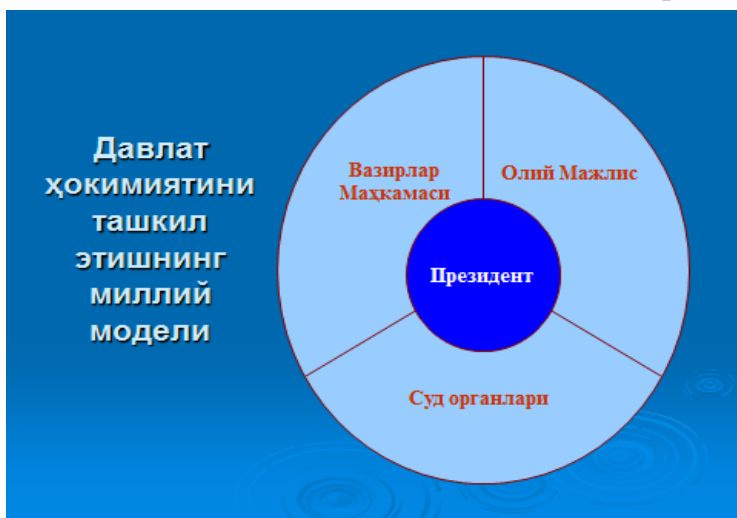 Давлат
ҳокимиятини
ташкил
этишнинг
миллий
модели
Вазирлар
Маҳкамаси
Олий Мажлис
Президент
Суд органлари